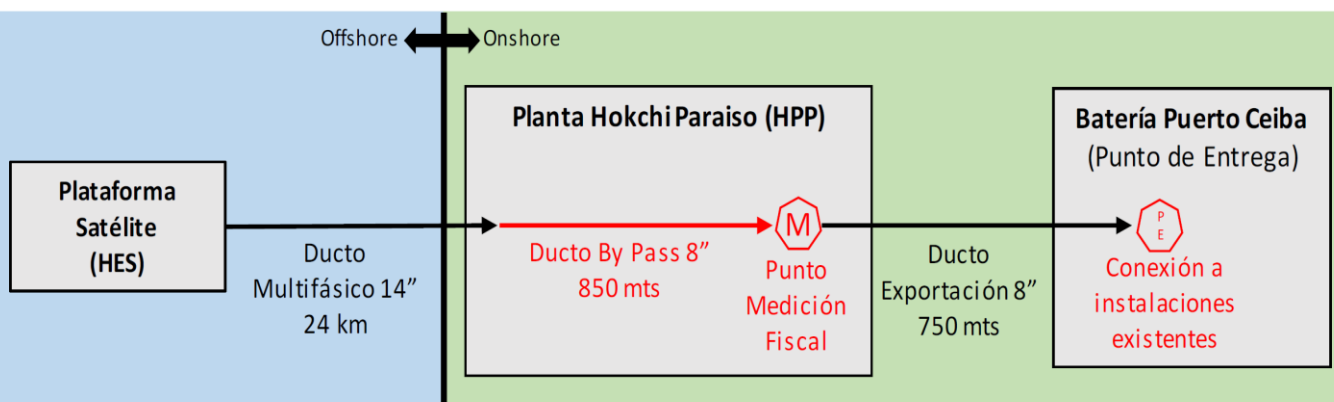 Offshore
Onshore
Plataforma
Satélite
(HES)
Ducto
Multifásico 14”
24 km
Planta Hokchi Paraiso (HPP)
Ducto By Pass 8”
850 mts
M
Punto
Medición
Fiscal
Ducto
Exportación 8”
750 mts
Batería Puerto Ceiba
(Punto de Entrega)
P
E
Conexión a
instalaciones
existentes